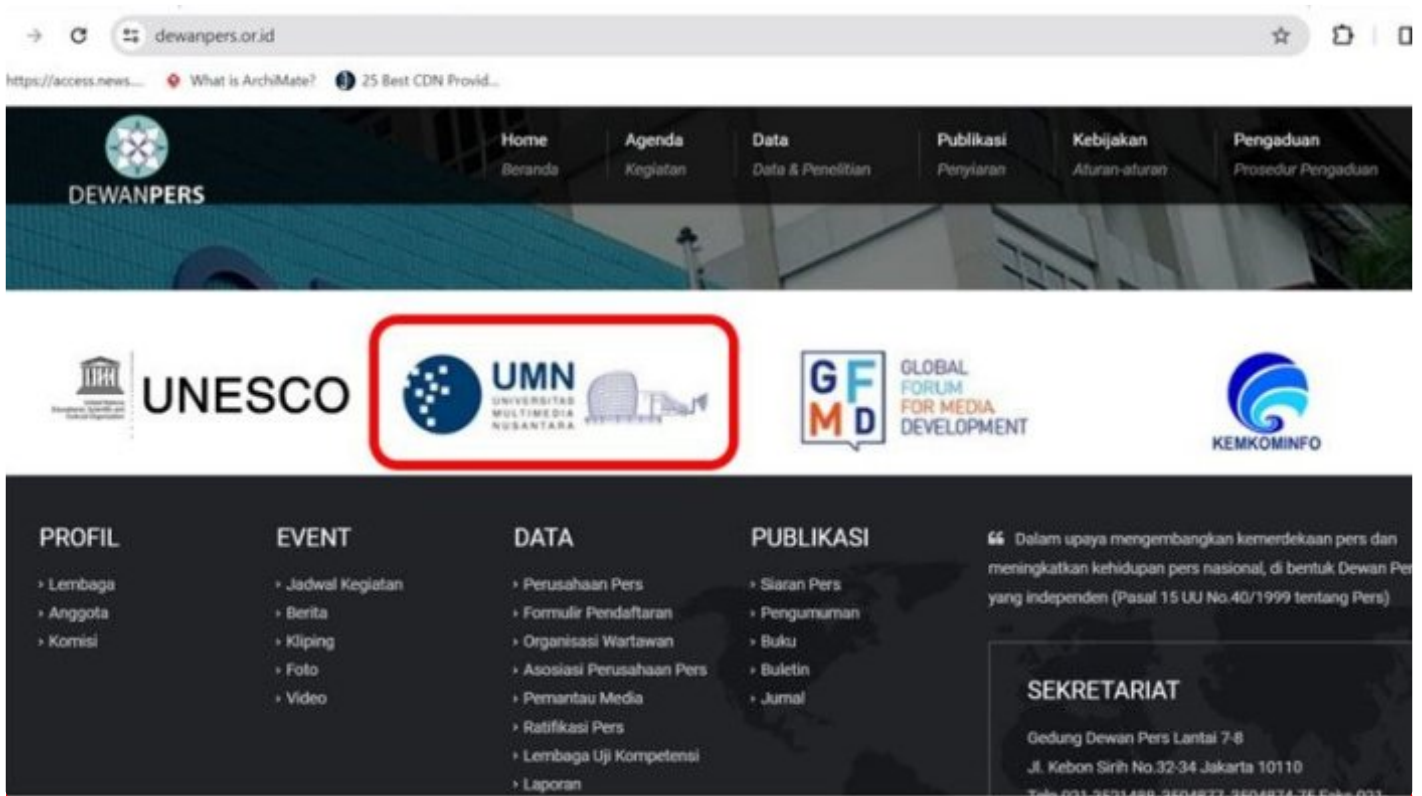 dewanpers.or.id
https://access.news.... What is ArchiMate? 25 Best CDN Provid...
DEWANPERS
Home Agenda Data Publikasi Kebijakan Pengaduan
Beranda Kegiatan Data & Penelitian Penyiaran Aturan-aturan Prosedur Pengaduan
UNESCO
UMN
UNIVERSITAS
MULTIMEDIA
NUSANTARA
GFMD
GLOBAL
FORUM
FOR MEDIA
DEVELOPMENT
KEMKOMINFO
PROFIL
› Lembaga
› Anggota
› Komisi
EVENT
› Jadwal Kegiatan
› Berita
› Kliping
› Foto
› Video
DATA
› Perusahaan Pers
› Formulir Pendaftaran
› Organisasi Wartawan
› Asosiasi Perusahaan Pers
› Pemantau Media
› Ratifikasi Pers
› Lembaga Uji Kompetensi
› Laporan
PUBLIKASI
› Siaran Pers
› Pengumuman
› Buku
› Buletin
› Jurnal
Dalam upaya mengembangkan kemerdekaan pers dan
meningkatkan kehidupan pers nasional, di bentuk Dewan Per
yang independen (Pasal 15 UU No.40/1999 tentang Pers)
SEKRETARIAT
Gedung Dewan Pers Lantai 7-8
Jl. Kebon Sirih No.32-34 Jakarta 10110